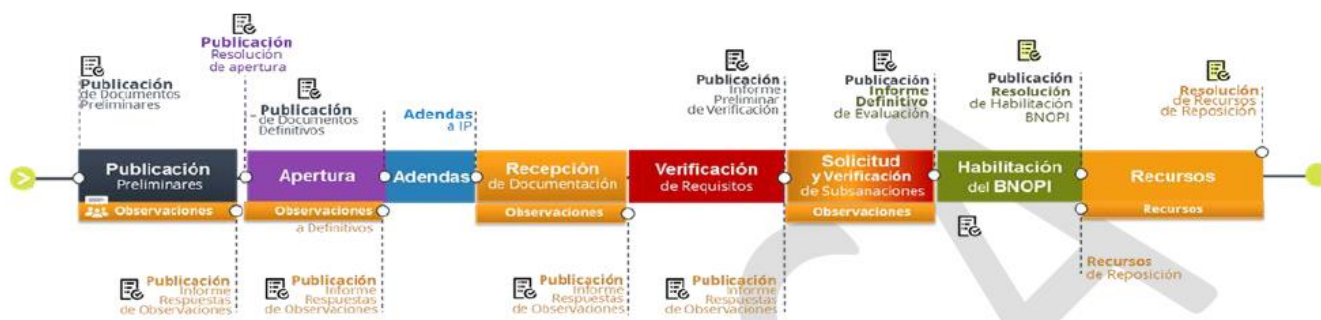 Publicación
Resolución
de apertura
Publicación
de Documentos
Preliminares
Publicación
de Documentos
Definitivos
Adendas
a IP
Publicación
Informe
Preliminar
de Verificación
Publicación
Informe
Definitivo
de Evaluación
Publicación
Resolución
de Habilitación
BNOPI
Resolución
de Recursos
de Reposición
Publicación
Preliminares
Apertura
Adendas
Recepción
de Documentación
Verificación
de Requisitos
Solicitud
y Verificación
de Subsanaciones
Habilitación
del BNOPI
Recursos
Observaciones
Observaciones
a Definitivos
Observaciones
Observaciones
Recursos
Recursos
de Reposición
Publicación
Informe
Respuestas
de Observaciones
Publicación
Informe
Respuestas
de Observaciones
Publicación
Informe
Respuestas
de Observaciones
Publicación
Informe
Respuestas
de Observaciones